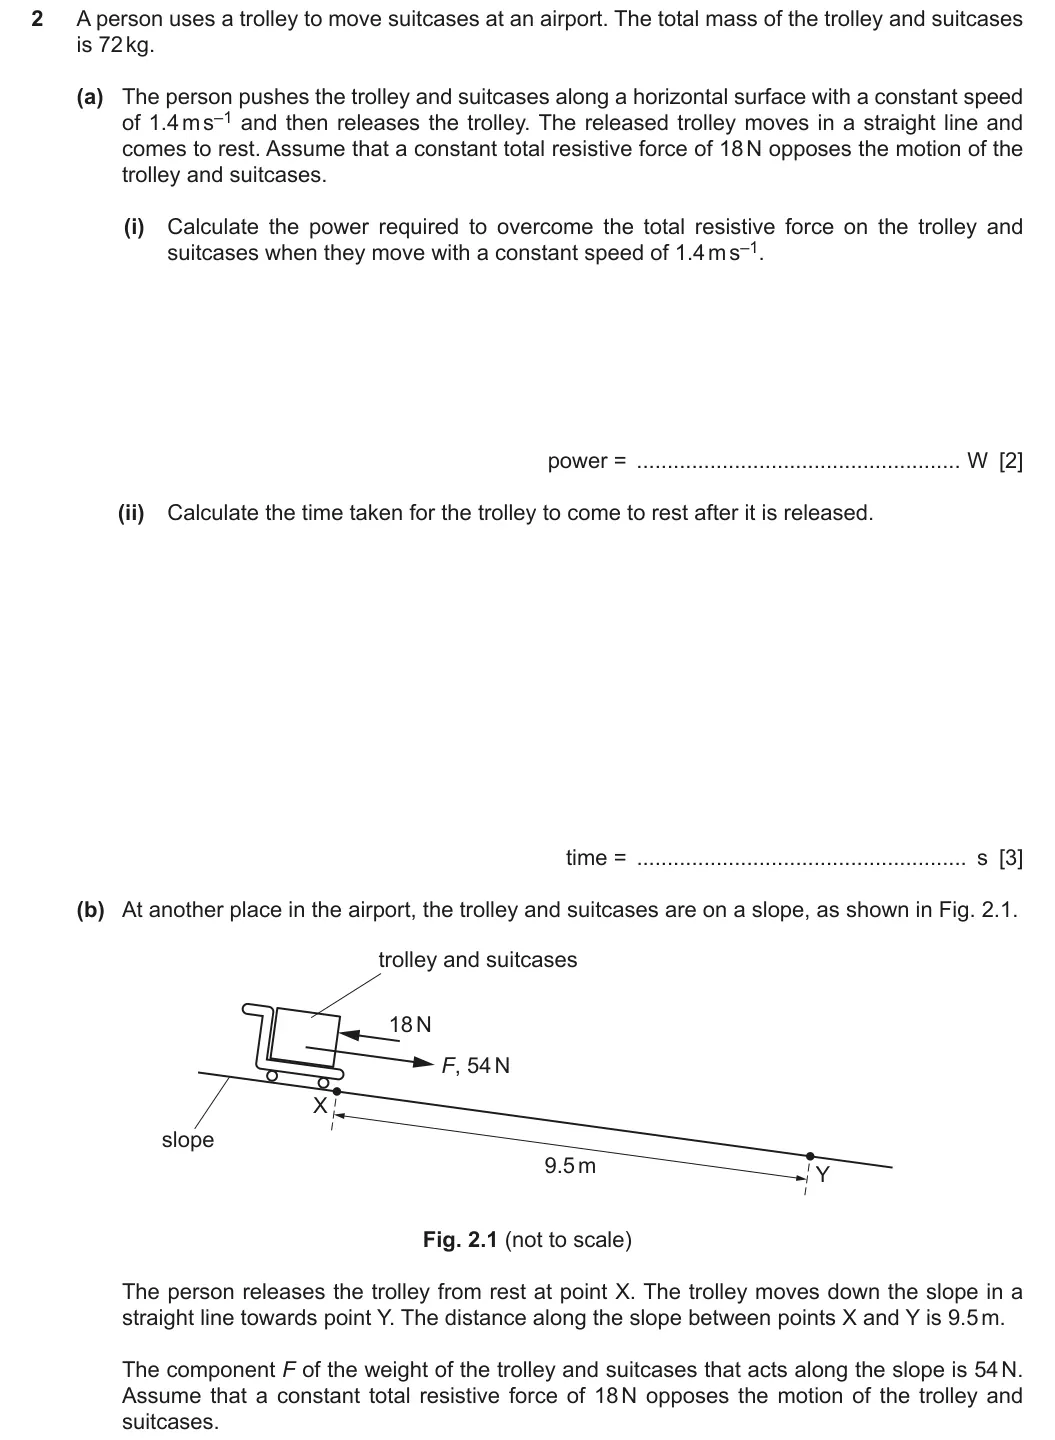 2 A person uses a trolley to move suitcases at an airport. The total mass of the trolley and suitcases
is 72 kg.
(a) The person pushes the trolley and suitcases along a horizontal surface with a constant speed
of 1.4 m s⁻¹ and then releases the trolley. The released trolley moves in a straight line and
comes to rest. Assume that a constant total resistive force of 18 N opposes the motion of the
trolley and suitcases.
(i) Calculate the power required to overcome the total resistive force on the trolley and
suitcases when they move with a constant speed of 1.4 m s⁻¹.
power = ..................................................... W [2]
(ii) Calculate the time taken for the trolley to come to rest after it is released.
time = ...................................................... s [3]
(b) At another place in the airport, the trolley and suitcases are on a slope, as shown in Fig. 2.1.
trolley and suitcases
18 N
F, 54 N
X
slope
9.5 m
Y
Fig. 2.1 (not to scale)
The person releases the trolley from rest at point X. The trolley moves down the slope in a
straight line towards point Y. The distance along the slope between points X and Y is 9.5 m.
The component F of the weight of the trolley and suitcases that acts along the slope is 54 N.
Assume that a constant total resistive force of 18 N opposes the motion of the trolley and
suitcases.